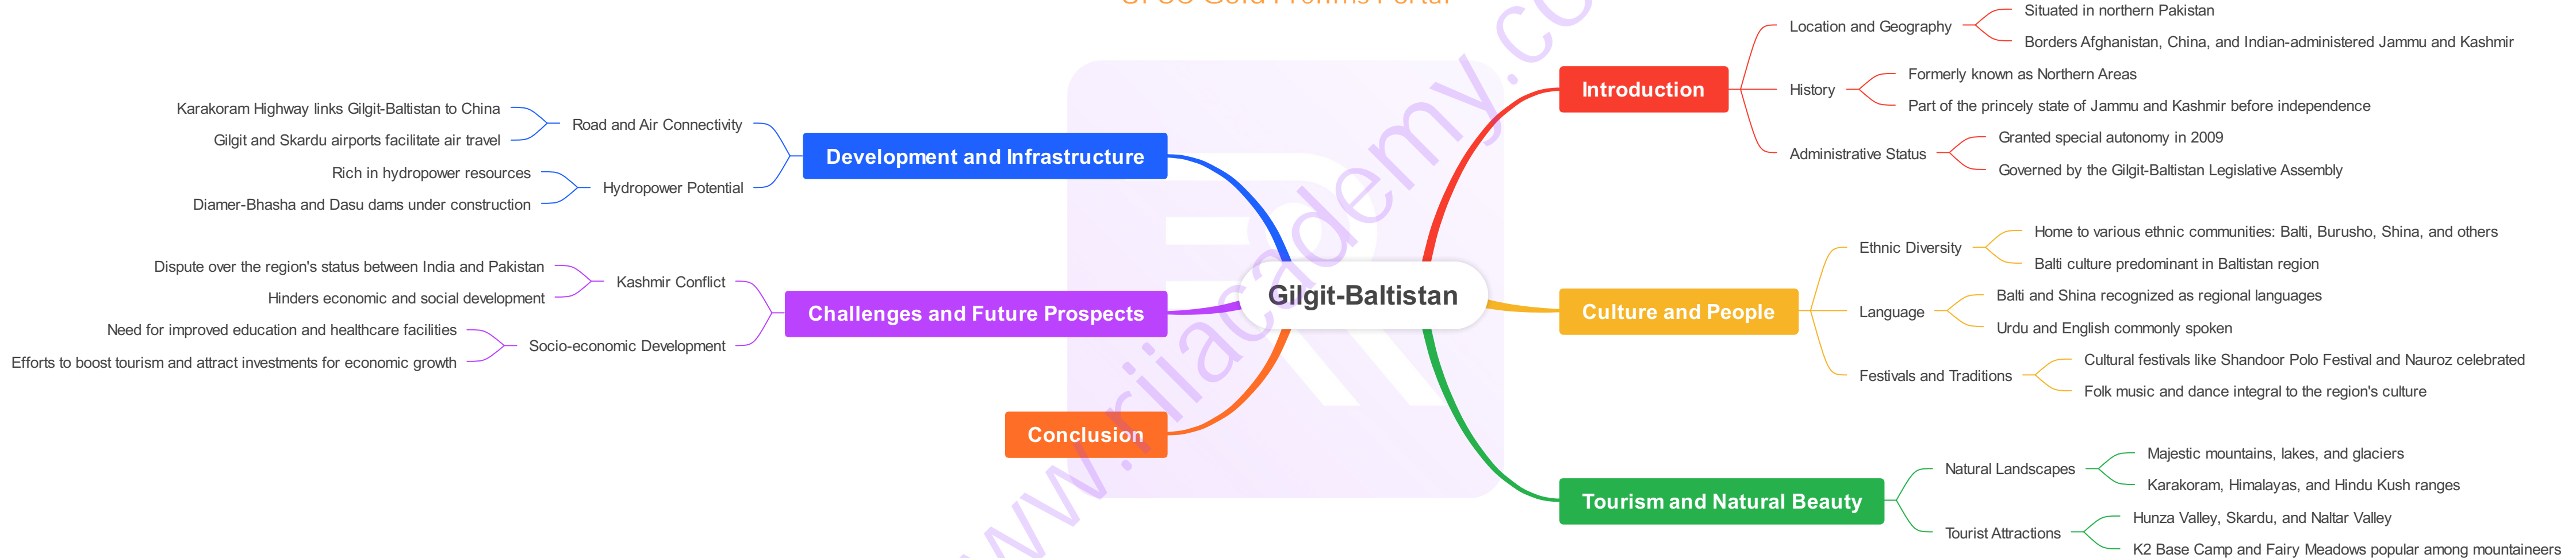 UPSC Gold Prelims Portal
Gilgit-Baltistan
Introduction
Location and Geography
Situated in northern Pakistan
Borders Afghanistan, China, and Indian-administered Jammu and Kashmir
History
Formerly known as Northern Areas
Part of the princely state of Jammu and Kashmir before independence
Administrative Status
Granted special autonomy in 2009
Governed by the Gilgit-Baltistan Legislative Assembly
Culture and People
Ethnic Diversity
Home to various ethnic communities: Balti, Burusho, Shina, and others
Balti culture predominant in Baltistan region
Language
Balti and Shina recognized as regional languages
Urdu and English commonly spoken
Festivals and Traditions
Cultural festivals like Shandoor Polo Festival and Nauroz celebrated
Folk music and dance integral to the region's culture
Tourism and Natural Beauty
Natural Landscapes
Majestic mountains, lakes, and glaciers
Karakoram, Himalayas, and Hindu Kush ranges
Tourist Attractions
Hunza Valley, Skardu, and Naltar Valley
K2 Base Camp and Fairy Meadows popular among mountaineers
Development and Infrastructure
Road and Air Connectivity
Karakoram Highway links Gilgit-Baltistan to China
Gilgit and Skardu airports facilitate air travel
Hydropower Potential
Rich in hydropower resources
Diamer-Bhasha and Dasu dams under construction
Challenges and Future Prospects
Kashmir Conflict
Dispute over the region's status between India and Pakistan
Hinders economic and social development
Socio-economic Development
Need for improved education and healthcare facilities
Efforts to boost tourism and attract investments for economic growth
Conclusion